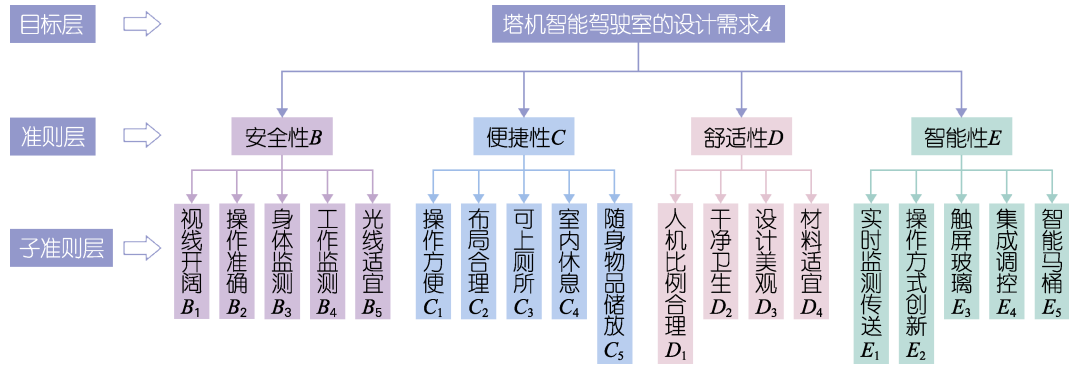 目标层
塔机智能驾驶室的设计需求A
准则层
安全性B
便捷性C
舒适性D
智能性E
子准则层
视线开阔B₁
操作准确B₂
身体监测B₃
工作监测B₄
光线适宜B₅
操作方便C₁
布局合理C₂
可上厕所C₃
室内休息C₄
随身物品储放C₅
人机比例合理D₁
干净卫生D₂
设计美观D₃
材料适宜D₄
实时监测传送E₁
操作方式创新E₂
触屏玻璃E₃
集成调控E₄
智能马桶E₅